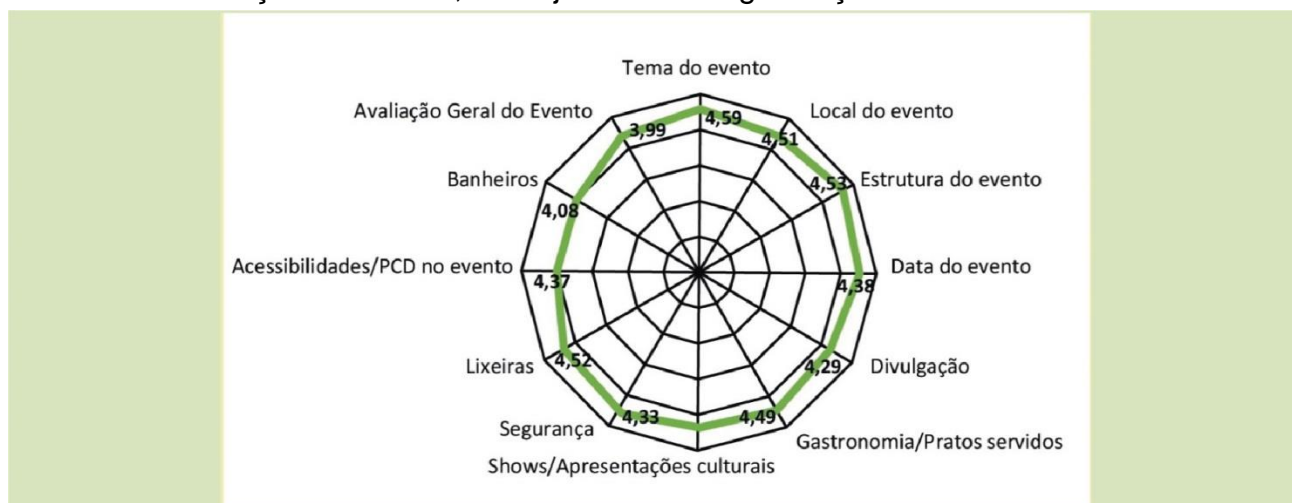 Tema do evento
Avaliação Geral do Evento
Local do evento
3,99
4,59
4,51
Banheiros
4,53
Estrutura do evento
4,08
Acessibilidades/PCD no evento
Data do evento
4,37
4,38
Lixeiras
4,52
4,29
Divulgação
Segurança
4,33
4,49
Gastronomia/Pratos servidos
Shows/Apresentações culturais